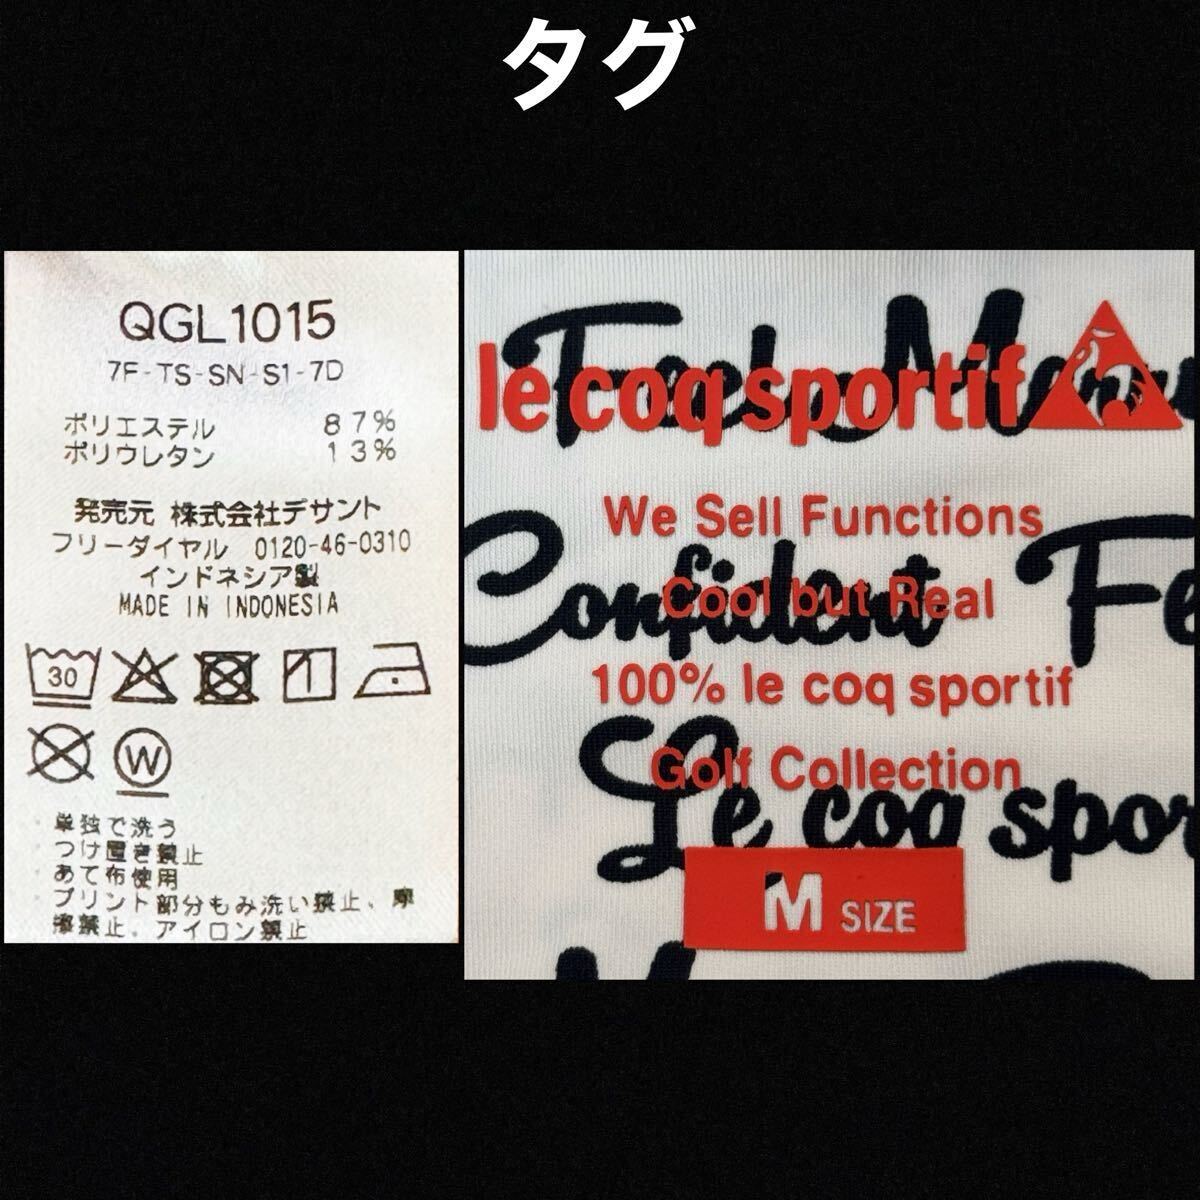 タグ
QGL1015
7F-TS-SN-S1-7D
ポリエステル 87%
ポリウレタン 13%
発売元 株式会社デサント
フリーダイヤル 0120-46-0310
インドネシア製
MADE IN INDONESIA
30
W
単独で洗う
つけ置き禁止
あて布使用
プリント部分もみ洗い禁止、摩
擦禁止、アイロン禁止
le coq sportif
We Sell Functions
Cool but Real
100% le coq sportif
Golf Collection
M SIZE
Confident
Le coq spor